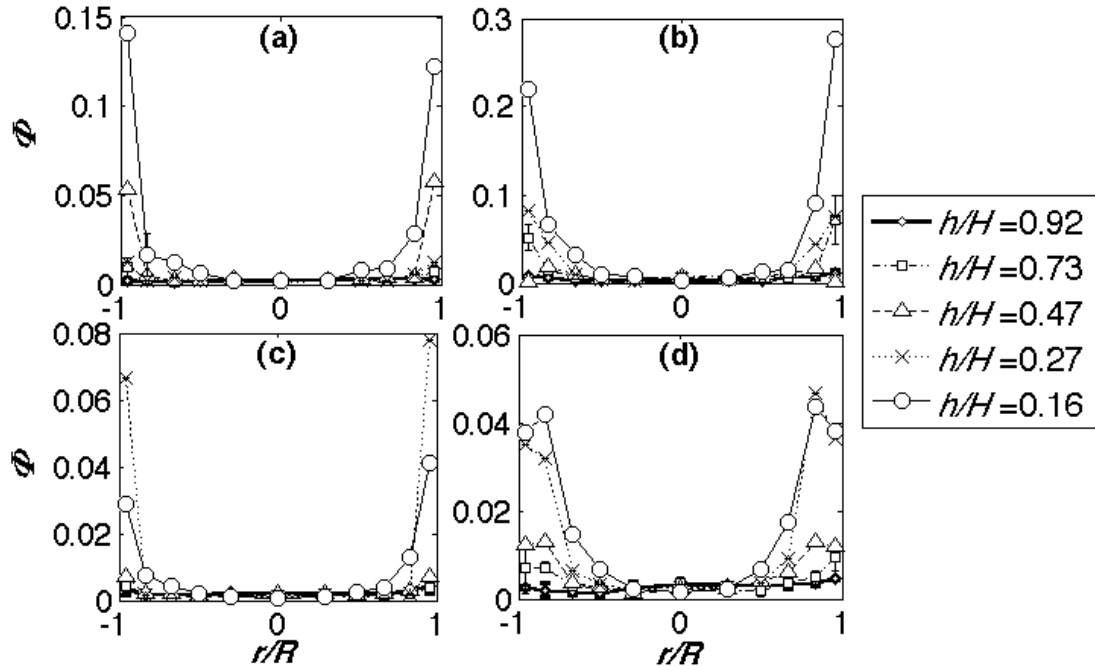 0.15
0.1
0.05
0
-1
0
1
(a)
Φ
0.3
0.2
0.1
0
-1
0
1
(b)
h/H=0.92
h/H=0.73
h/H=0.47
h/H=0.27
h/H=0.16
0.08
0.06
0.04
0.02
0
-1
0
1
(c)
Φ
r/R
0.06
0.04
0.02
0
-1
0
1
(d)
r/R